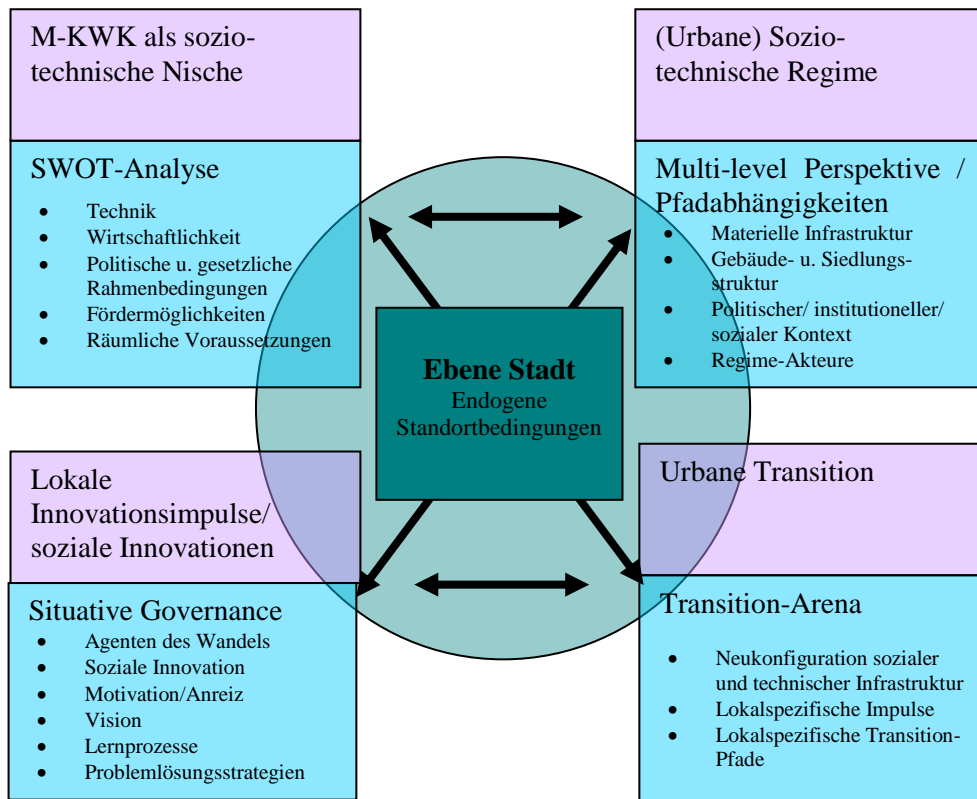 M-KWK als sozio-
technische Nische
SWOT-Analyse
• Technik
• Wirtschaftlichkeit
• Politische u. gesetzliche
Rahmenbedingungen
• Fördermöglichkeiten
• Räumliche Voraussetzungen
(Urbane) Sozio-
technische Regime
Multi-level Perspektive /
Pfadabhängigkeiten
• Materielle Infrastruktur
• Gebäude- u. Siedlungs-
struktur
• Politischer/ institutioneller/
sozialer Kontext
• Regime-Akteure
Ebene Stadt
Endogene
Standortbedingungen
Lokale
Innovationsimpulse/
soziale Innovationen
Situative Governance
• Agenten des Wandels
• Soziale Innovation
• Motivation/Anreiz
• Vision
• Lernprozesse
• Problemlösungsstrategien
Urbane Transition
Transition-Arena
• Neukonfiguration sozialer
und technischer Infrastruktur
• Lokalspezifische Impulse
• Lokalspezifische Transition-
Pfade